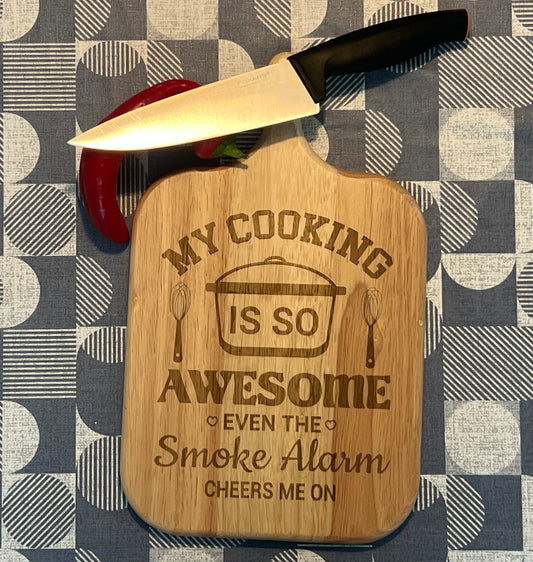 MY COOKING
IS SO
AWESOME
EVEN THE
Smoke Alarm
CHEERS ME ON